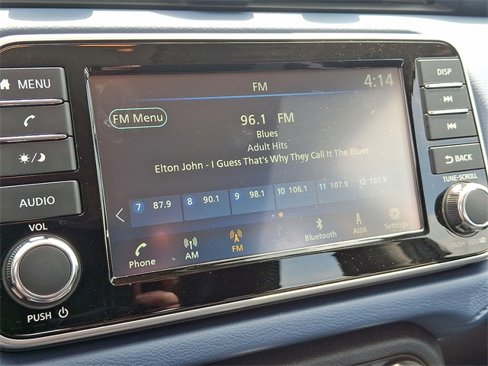 MENU
DISP
FM
4:14
FM Menu
96.1 FM
Blues
Adult Hits
Elton John - I Guess That's Why They Call It The Blues
BACK
AUDIO
TUNE·SCROLL
VOL
7 87.9 8 90.1 9 98.1 10 106.1 11 107.9 12 107.9
Phone AM FM Bluetooth AUX Settings
PUSH
PUSH SOUND